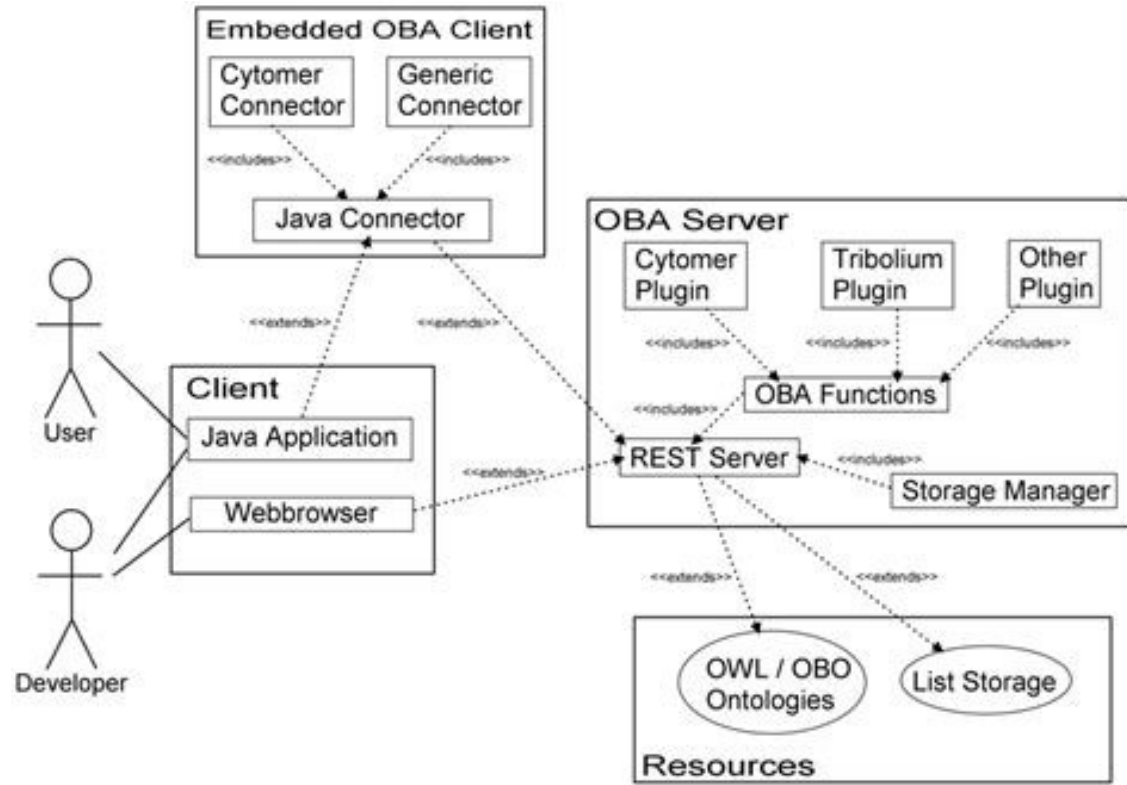 Embedded OBA Client
Cytomer
Connector
Generic
Connector
<<includes>>
<<includes>>
Java Connector
<<extends>>
<<extends>>
OBA Server
Cytomer
Plugin
Tribolium
Plugin
Other
Plugin
<<includes>>
<<includes>>
<<includes>>
OBA Functions
<<includes>>
REST Server
<<includes>>
Storage Manager
User
Client
Java Application
Webbrowser
<<extends>>
Developer
<<extends>>
<<extends>>
OWL / OBO
Ontologies
List Storage
Resources